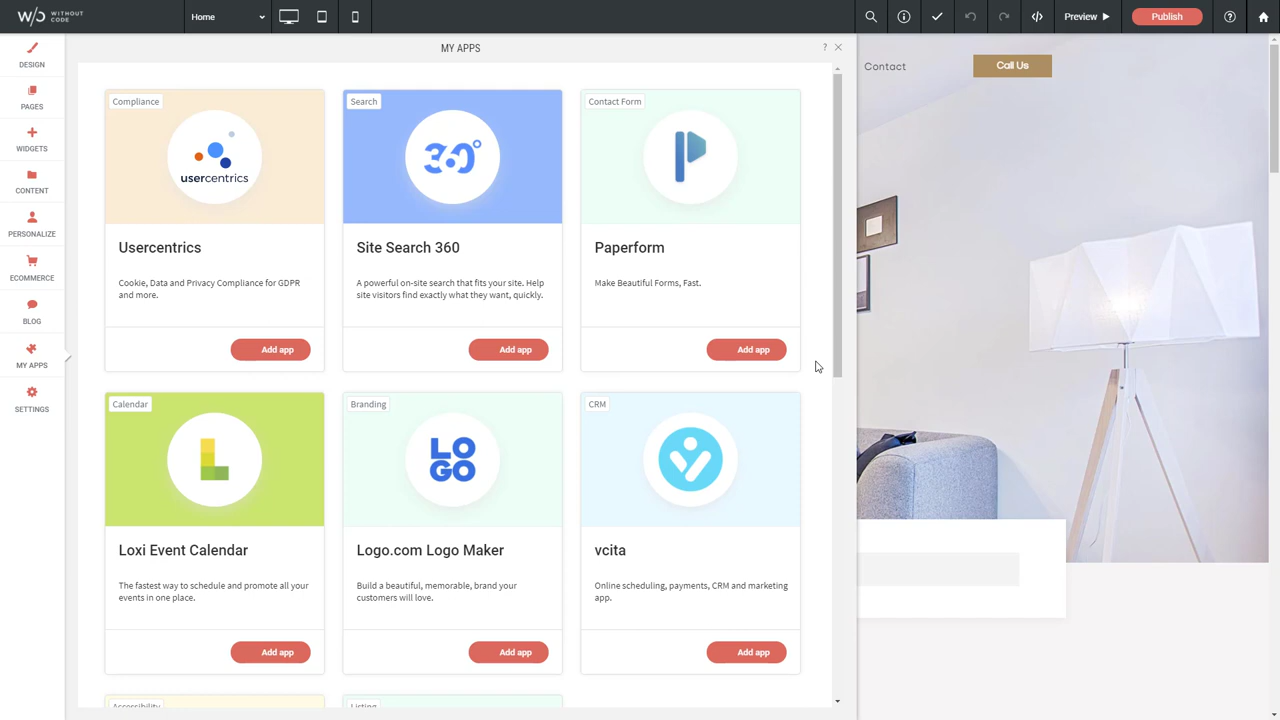 WITHOUT
CODE
Home
Preview
Publish
DESIGN
PAGES
WIDGETS
CONTENT
PERSONALIZE
ECOMMERCE
BLOG
MY APPS
SETTINGS
MY APPS
?
Contact
Call Us
Compliance
usercentrics
Usercentrics
Cookie, Data and Privacy Compliance for GDPR
and more.
Add app
Search
360°
Site Search 360
A powerful on-site search that fits your site. Help
site visitors find exactly what they want, quickly.
Add app
Contact Form
Paperform
Make Beautiful Forms, Fast.
Add app
Calendar
Loxi Event Calendar
The fastest way to schedule and promote all your
events in one place.
Add app
Branding
LO
GO
Logo.com Logo Maker
Build a beautiful, memorable, brand your
customers will love.
Add app
CRM
vcita
Online scheduling, payments, CRM and marketing
app.
Add app
Accessibility
Listing